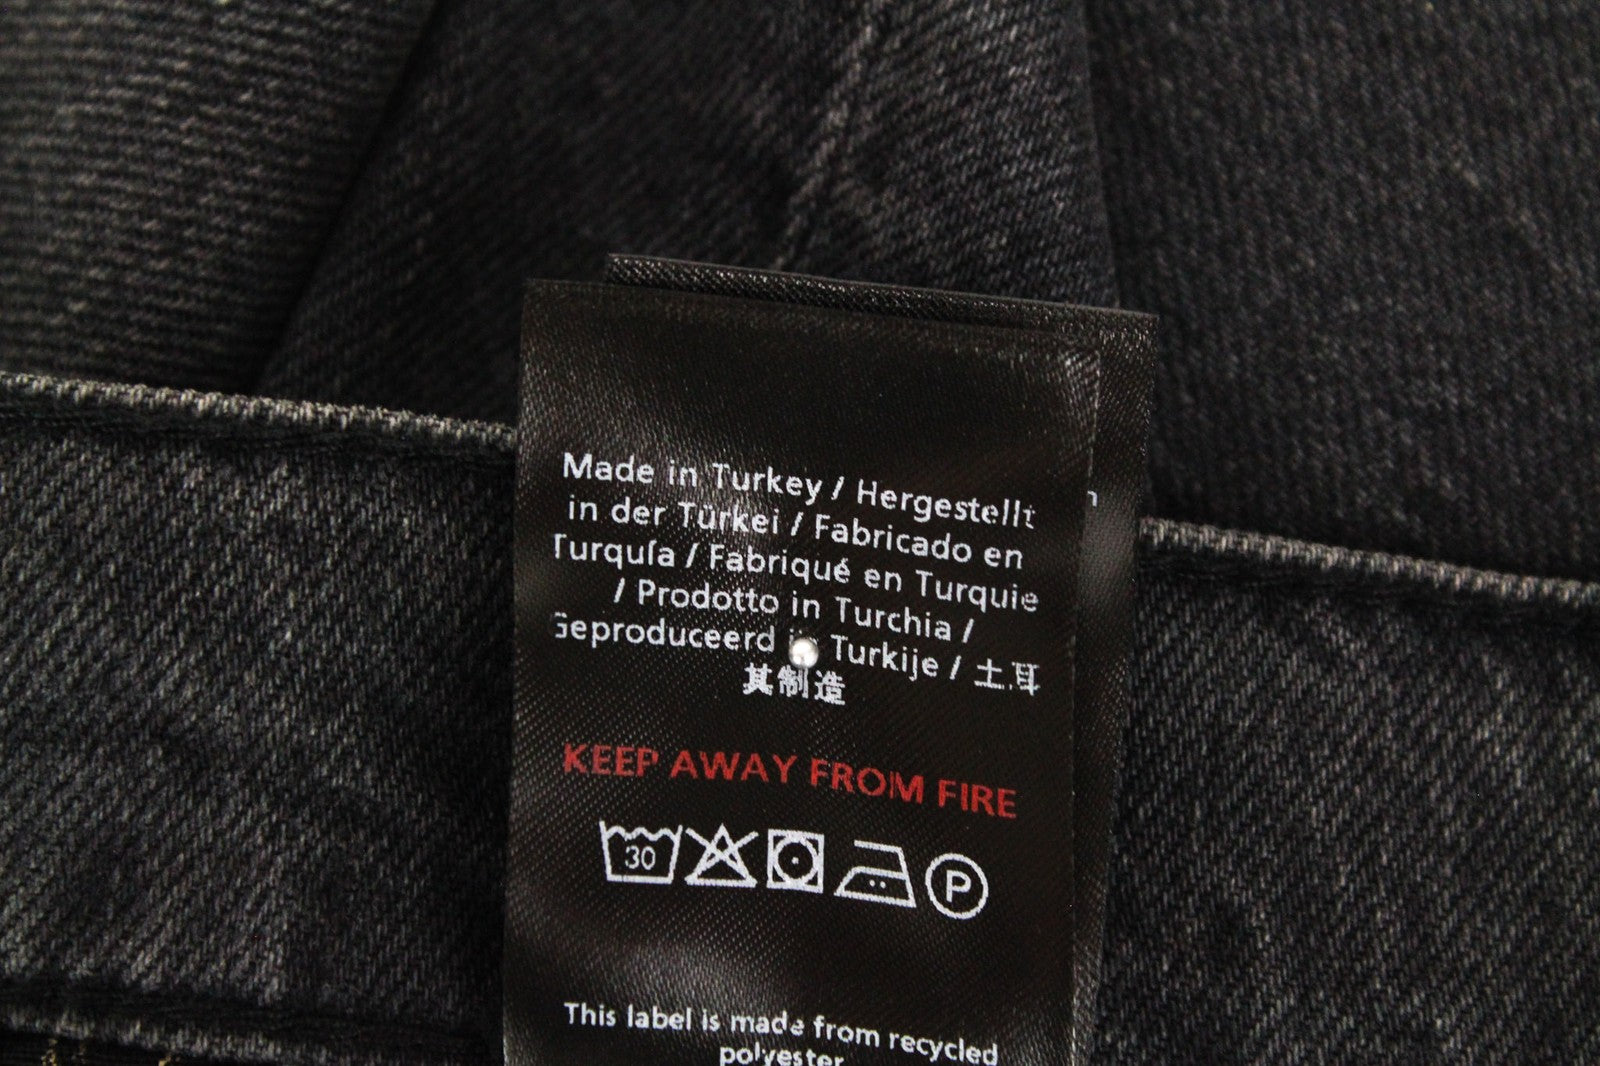 Made in Turkey / Hergestellt
in der Türkei / Fabricado en
Turquía / Fabriqué en Turquie
/ Prodotto in Turchia /
Geproduceerd in Turkije / 土耳
其制造
KEEP AWAY FROM FIRE
30
P
This label is made from recycled
polyester